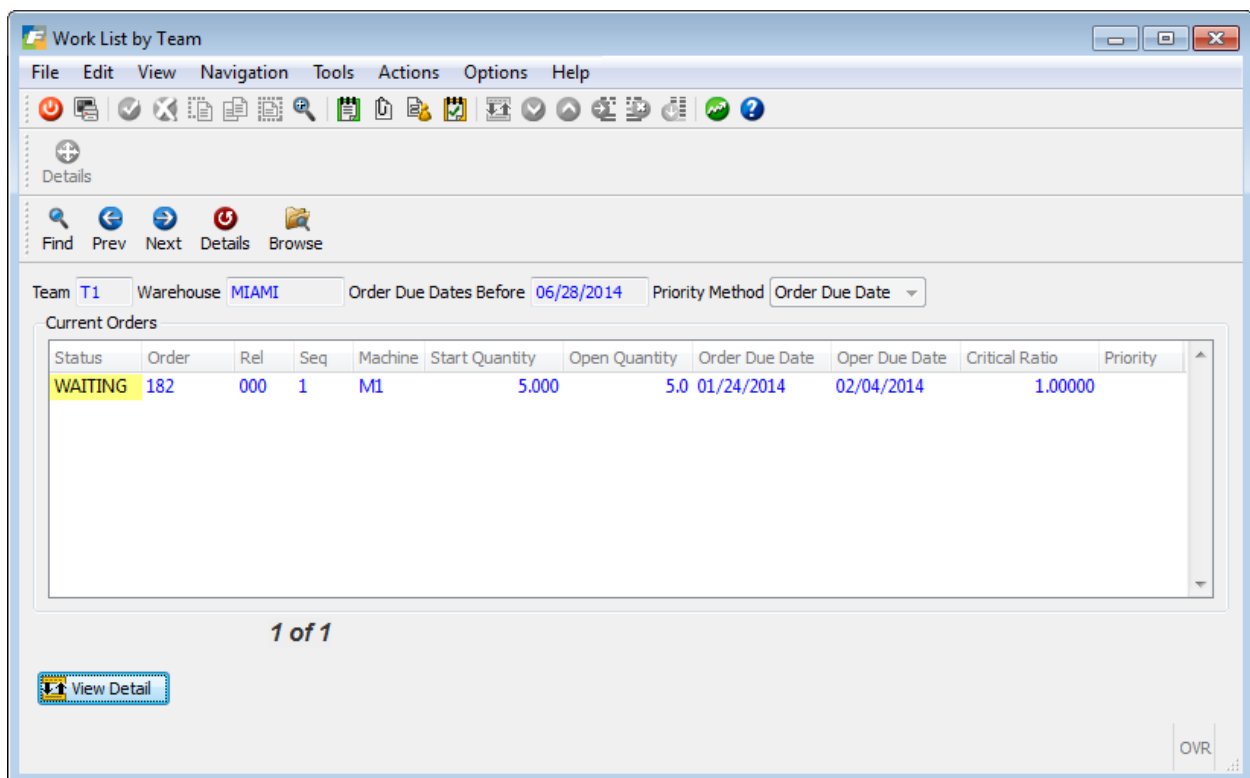 Work List by Team
File Edit View Navigation Tools Actions Options Help
Details
Find Prev Next Details Browse
Team T1 Warehouse MIAMI Order Due Dates Before 06/28/2014 Priority Method Order Due Date
Current Orders
Status Order Rel Seq Machine Start Quantity Open Quantity Order Due Date Oper Due Date Critical Ratio Priority
WAITING 182 000 1 M1 5.000 5.0 01/24/2014 02/04/2014 1.00000
1 of 1
View Detail
OVR